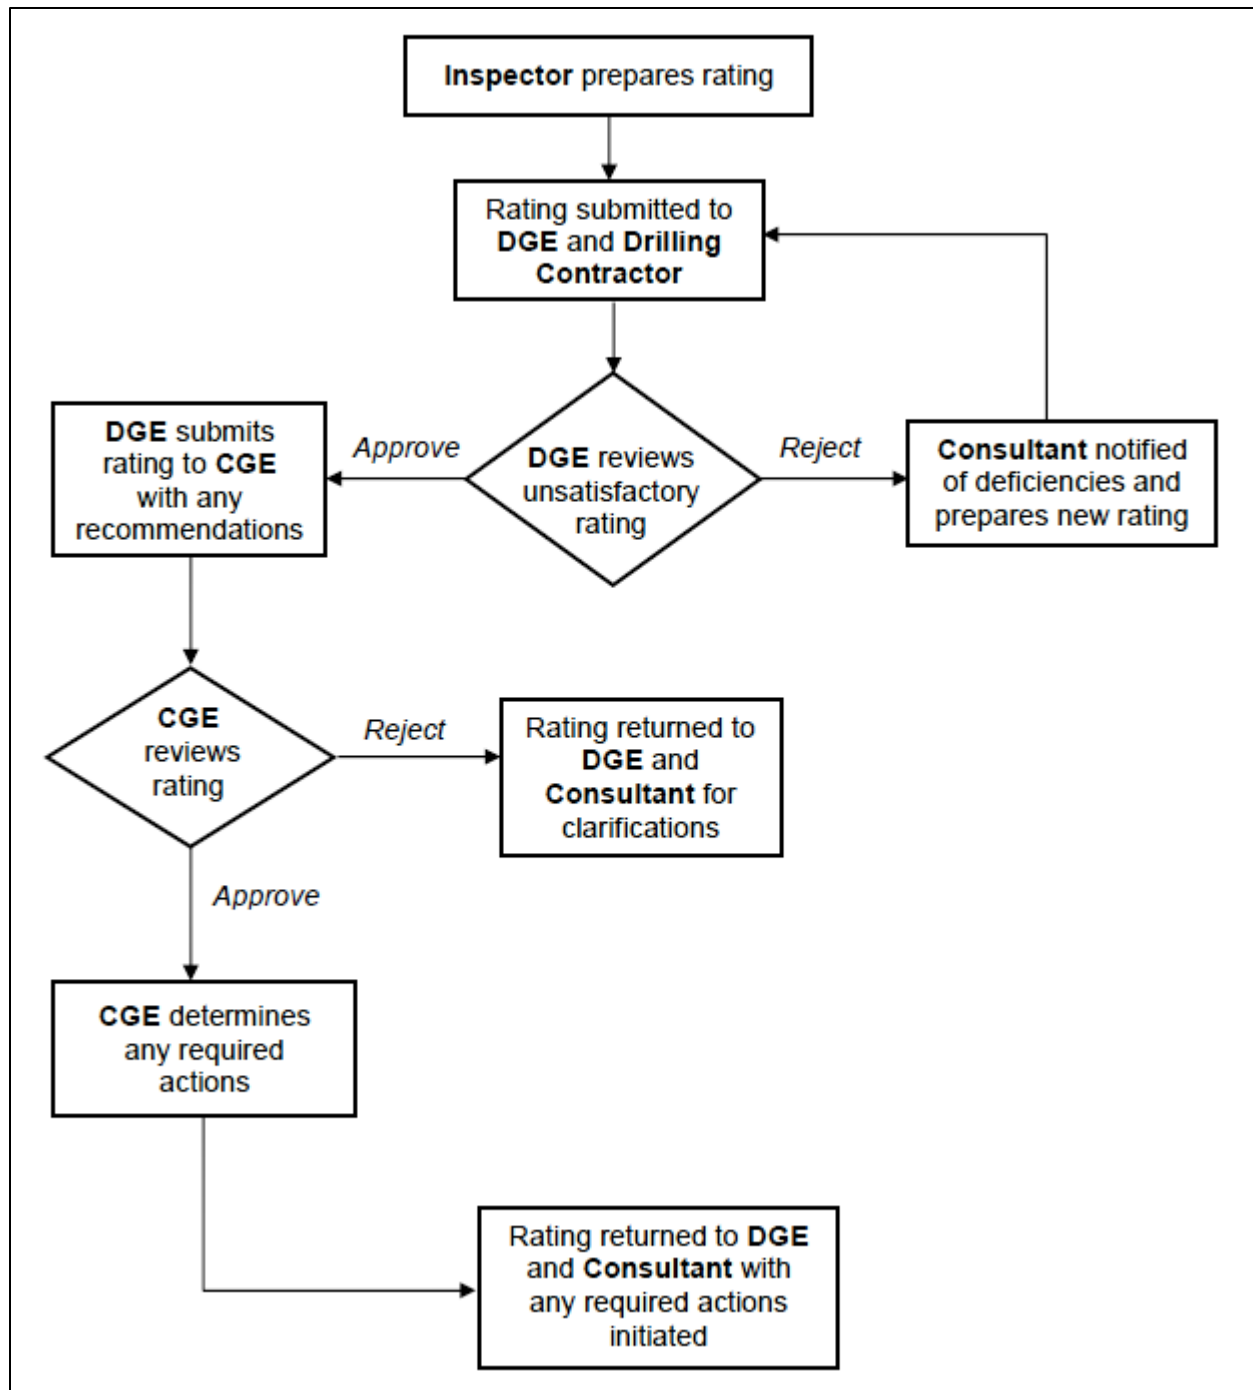 Inspector prepares rating
Rating submitted to
DGE and Drilling
Contractor
DGE submits
rating to CGE
with any
recommendations
Approve
DGE reviews
unsatisfactory
rating
Reject
Consultant notified
of deficiencies and
prepares new rating
CGE
reviews
rating
Reject
Rating returned to
DGE and
Consultant for
clarifications
Approve
CGE determines
any required
actions
Rating returned to DGE
and Consultant with
any required actions
initiated